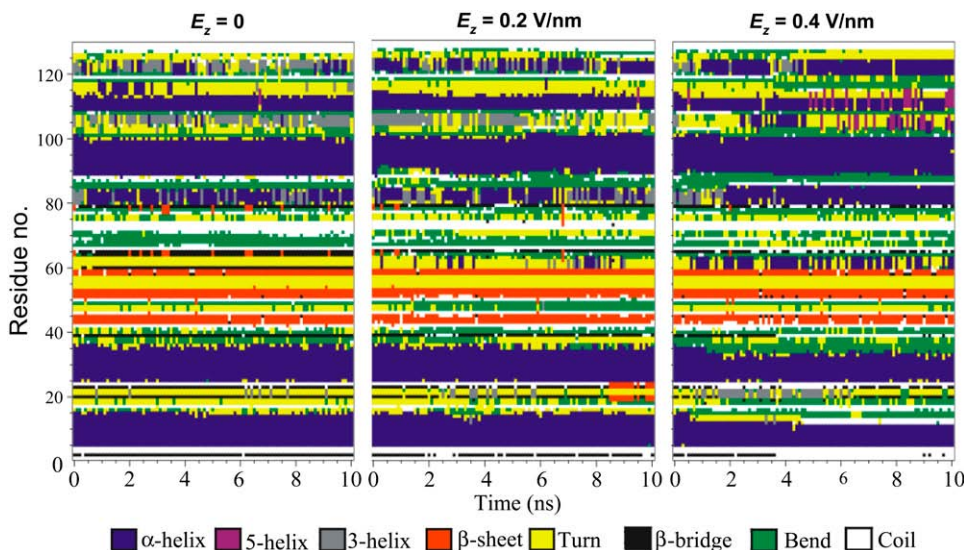 E_z = 0 E_z = 0.2 V/nm E_z = 0.4 V/nm
Residue no.
120
100
80
60
40
20
0
0 2 4 6 8 10 0 2 4 6 8 10 0 2 4 6 8 10
Time (ns)
α-helix 5-helix 3-helix β-sheet Turn β-bridge Bend Coil